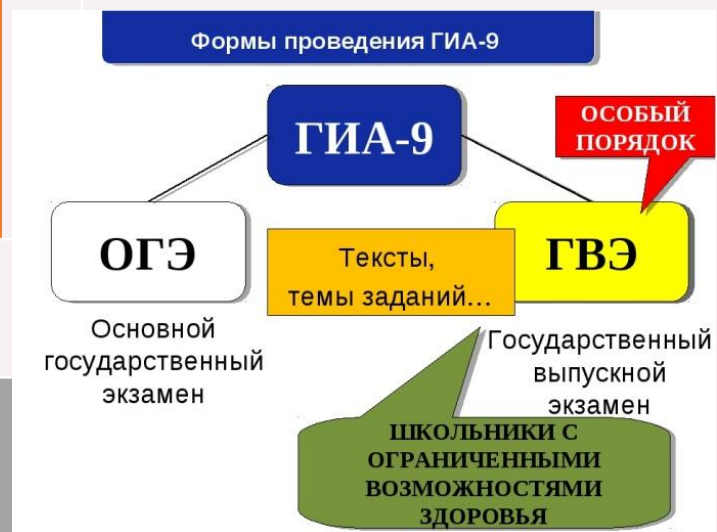 Формы проведения ГИА-9
ГИА-9
ОСОБЫЙ
ПОРЯДОК
ОГЭ
Тексты,
темы заданий...
ГВЭ
Основной
государственный
экзамен
Государственный
выпускной
экзамен
ШКОЛЬНИКИ С
ОГРАНИЧЕННЫМИ
ВОЗМОЖНОСТЯМИ
ЗДОРОВЬЯ